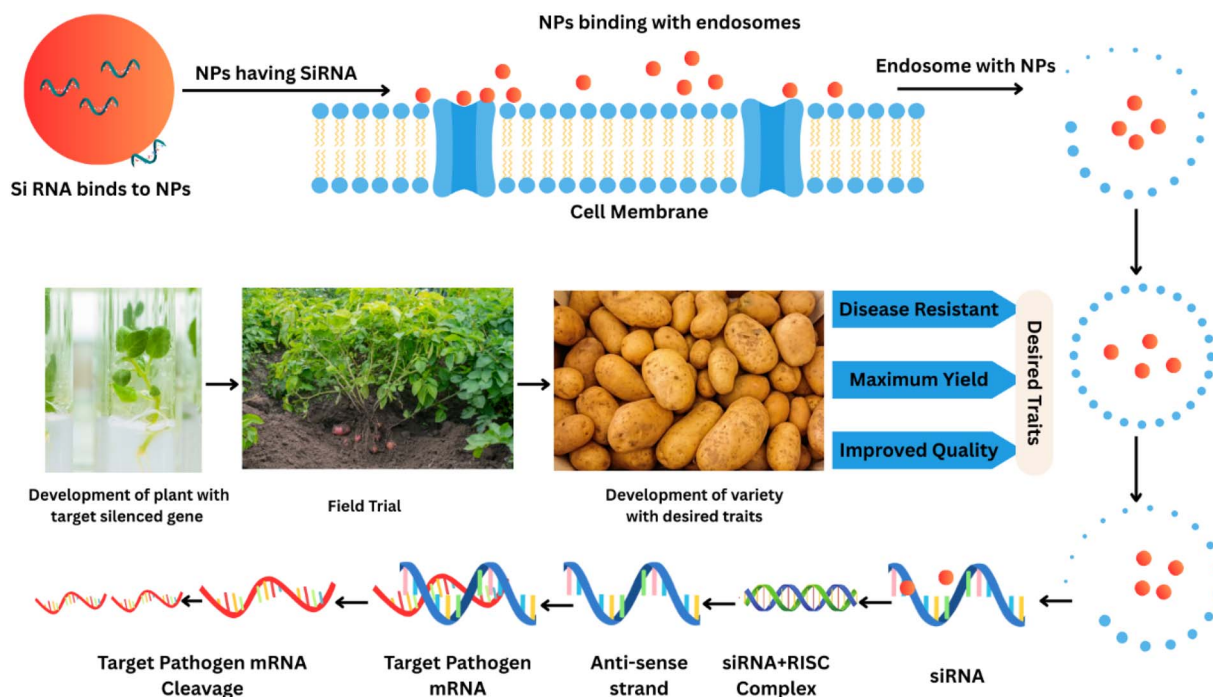 NPs binding with endosomes
NPs having SiRNA
Endosome with NPs
Si RNA binds to NPs
Cell Membrane
Disease Resistant
Maximum Yield
Improved Quality
Desired Traits
Development of plant with
target silenced gene
Field Trial
Development of variety
with desired traits
Target Pathogen mRNA
Cleavage
Target Pathogen
mRNA
Anti-sense
strand
siRNA+RISC
Complex
siRNA